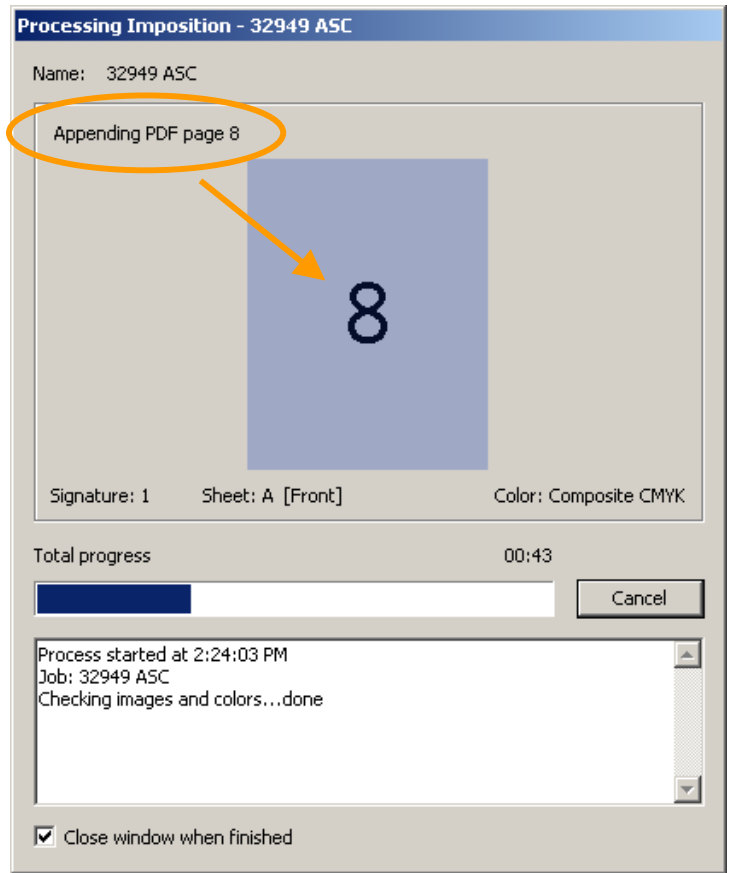 Processing Imposition - 32949 ASC
Name: 32949 ASC
Appending PDF page 8
8
Signature: 1 Sheet: A [Front] Color: Composite CMYK
Total progress 00:43
Cancel
Process started at 2:24:03 PM
Job: 32949 ASC
Checking images and colors...done
Close window when finished